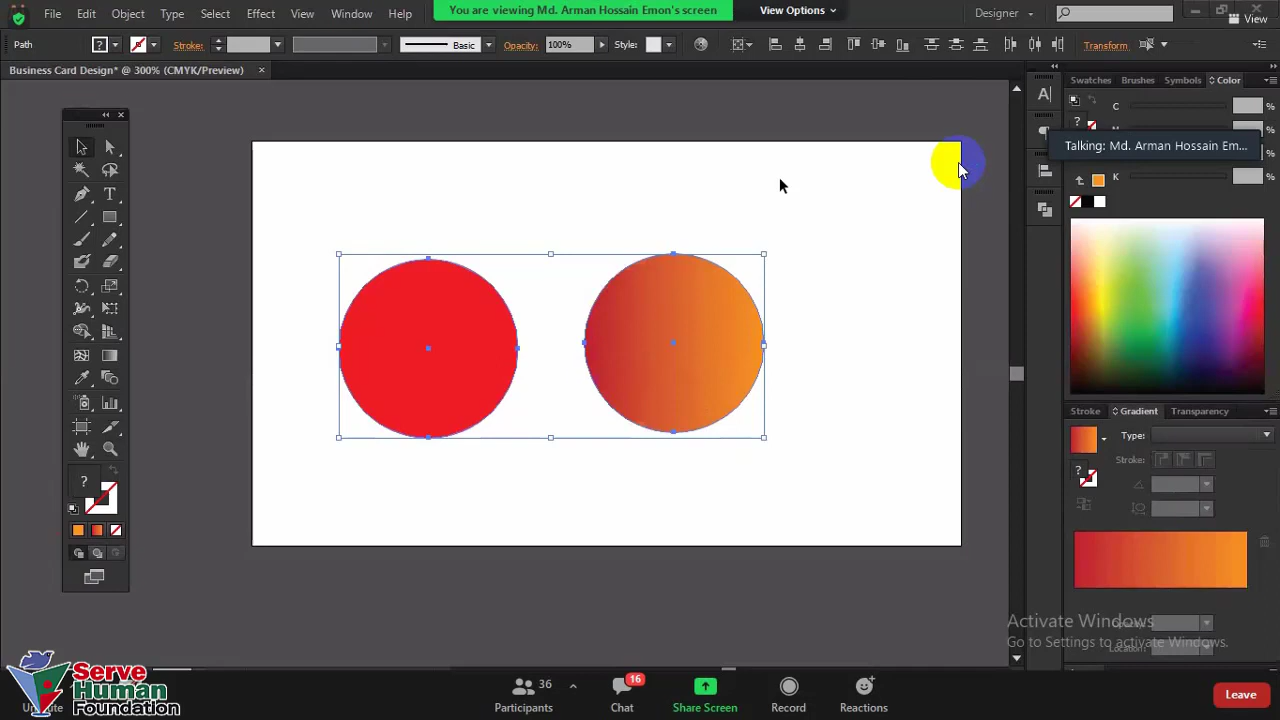 File Edit Object Type Select Effect View Window Help
You are viewing Md. Arman Hossain Emon's screen
View Options
Designer
View
Path
?
Stroke:
Basic
Opacity: 100%
Style:
Transform
Business Card Design* @ 300% (CMYK/Preview)
Swatches Brushes Symbols Color
C %
%
Talking: Md. Arman Hossain Em...
%
K %
Stroke Gradient Transparency
Type:
Stroke:
?
?
Location:
Activate Windows
Go to Settings to activate Windows.
Serve
Human
Foundation
36
Participants
16
Chat
Share Screen
Record
Reactions
Leave